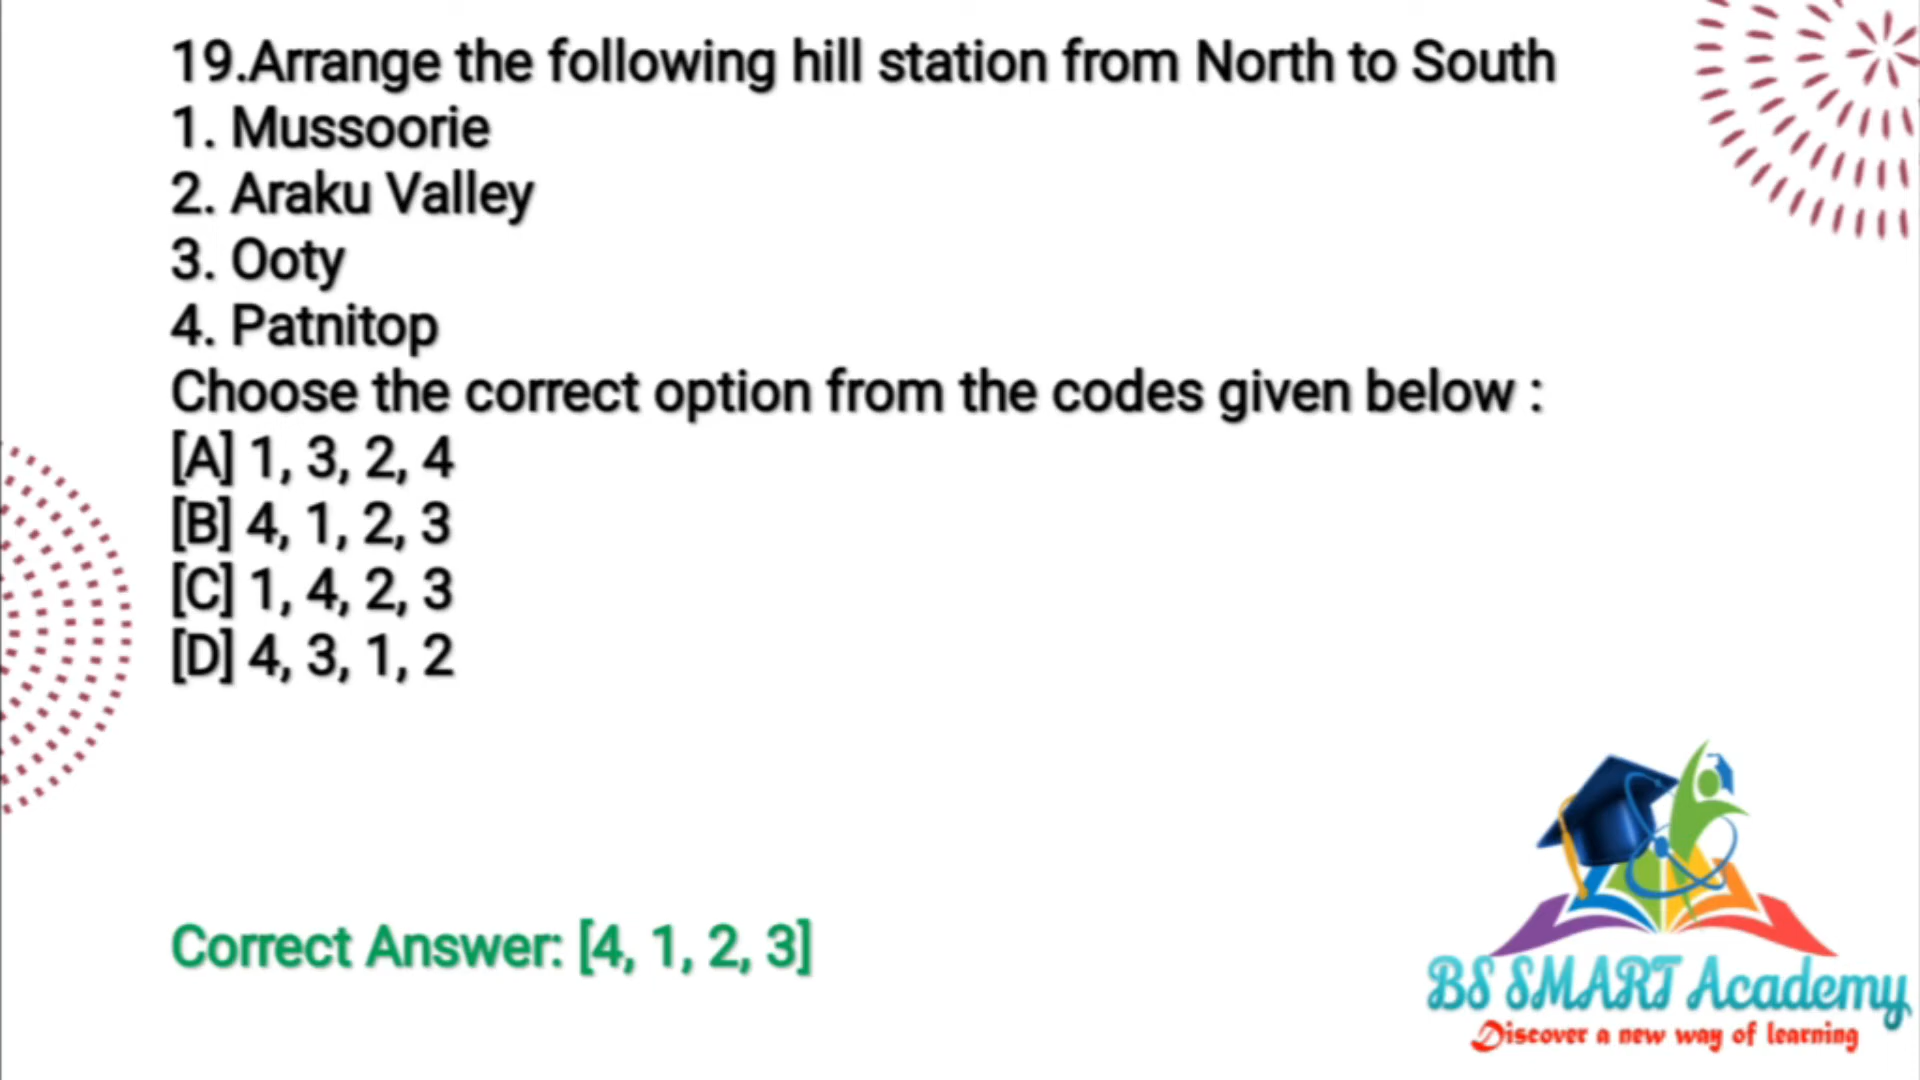 19.Arrange the following hill station from North to South
1. Mussoorie
2. Araku Valley
3. Ooty
4. Patnitop
Choose the correct option from the codes given below :
[A] 1, 3, 2, 4
[B] 4, 1, 2, 3
[C] 1, 4, 2, 3
[D] 4, 3, 1, 2
Correct Answer: [4, 1, 2, 3]
BS SMART Academy
Discover a new way of learning